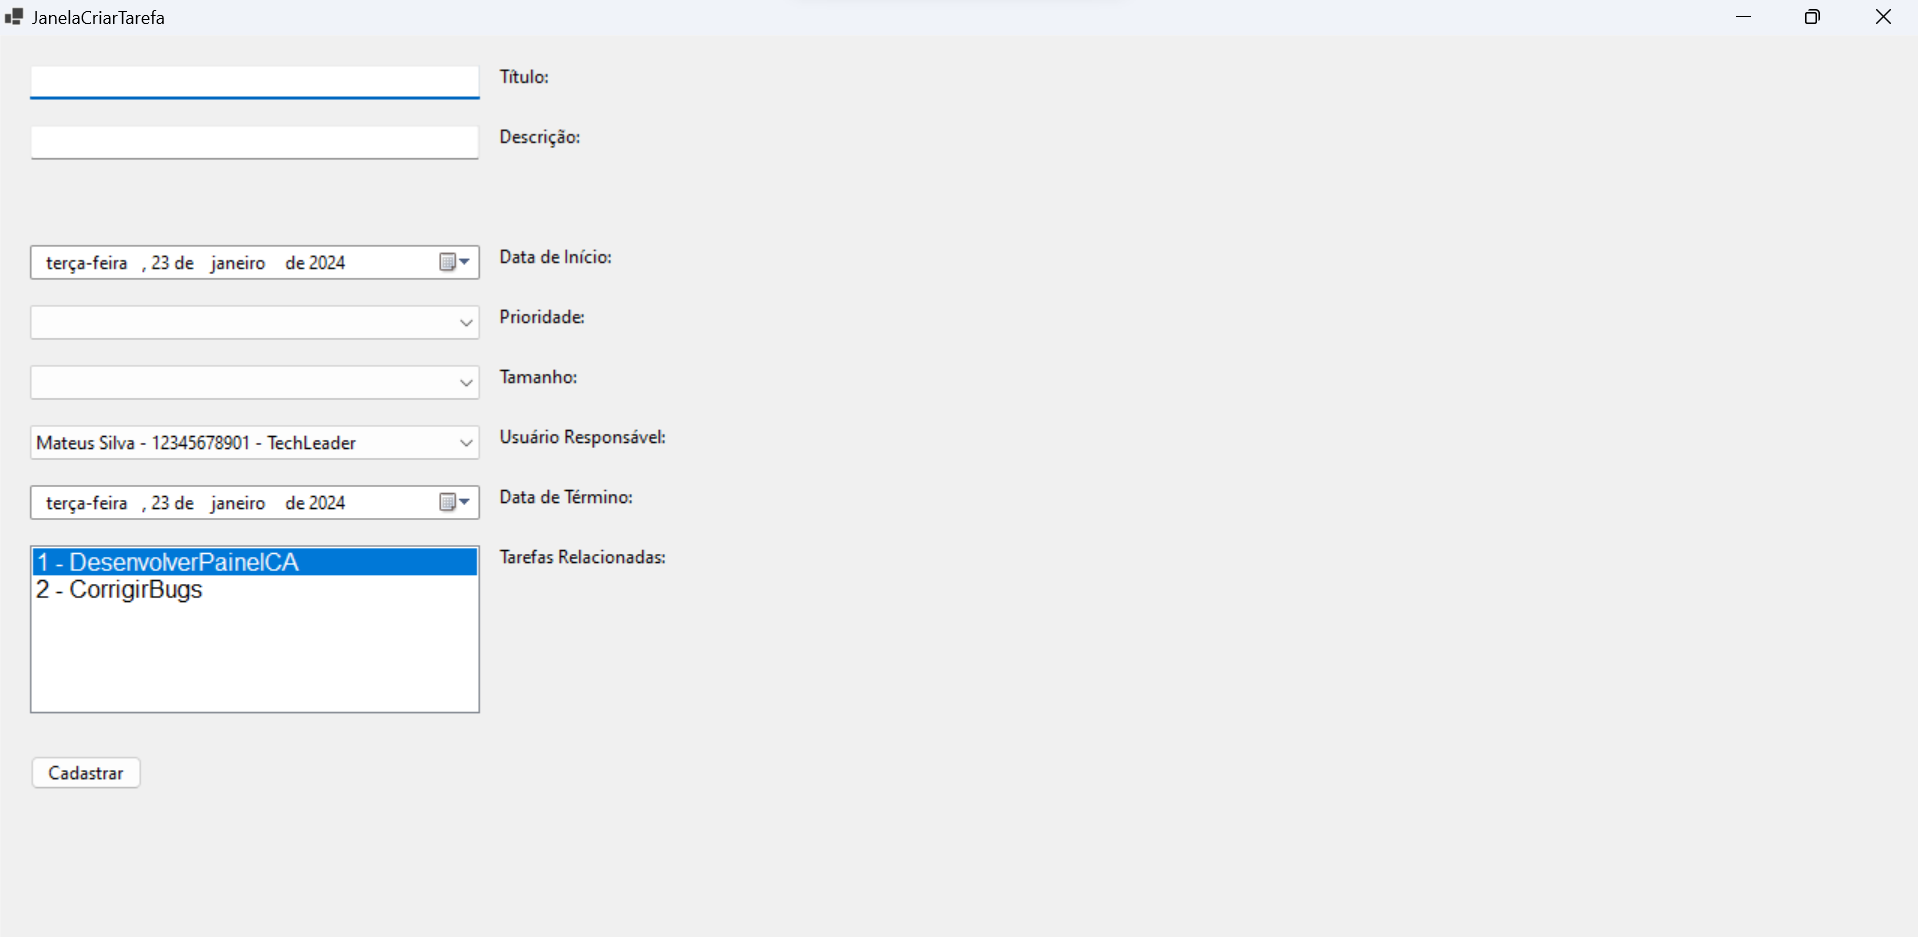 JanelaCriarTarefa
Título:
Descrição:
terça-feira , 23 de janeiro de 2024 Data de Início:
Prioridade:
Tamanho:
Mateus Silva - 12345678901 - TechLeader Usuário Responsável:
terça-feira , 23 de janeiro de 2024 Data de Término:
1 - DesenvolverPainelCA Tarefas Relacionadas:
2 - CorrigirBugs
Cadastrar